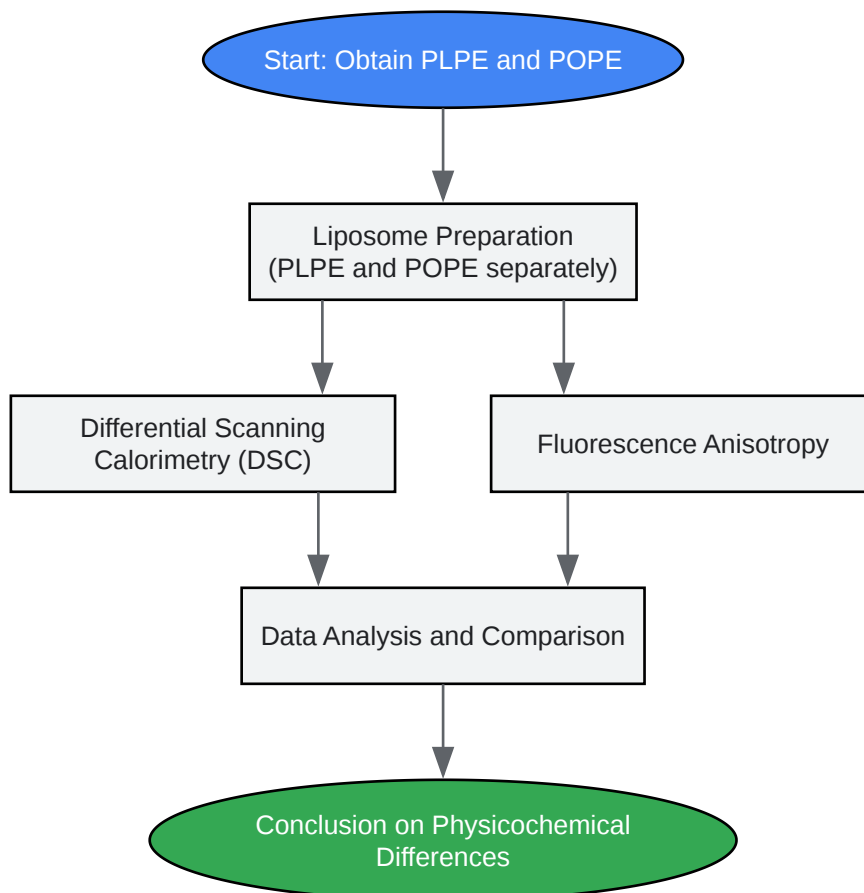 Start: Obtain PLPE and POPE
Liposome Preparation
(PLPE and POPE separately)
Differential Scanning
Calorimetry (DSC)
Fluorescence Anisotropy
Data Analysis and Comparison
Conclusion on Physicochemical
Differences